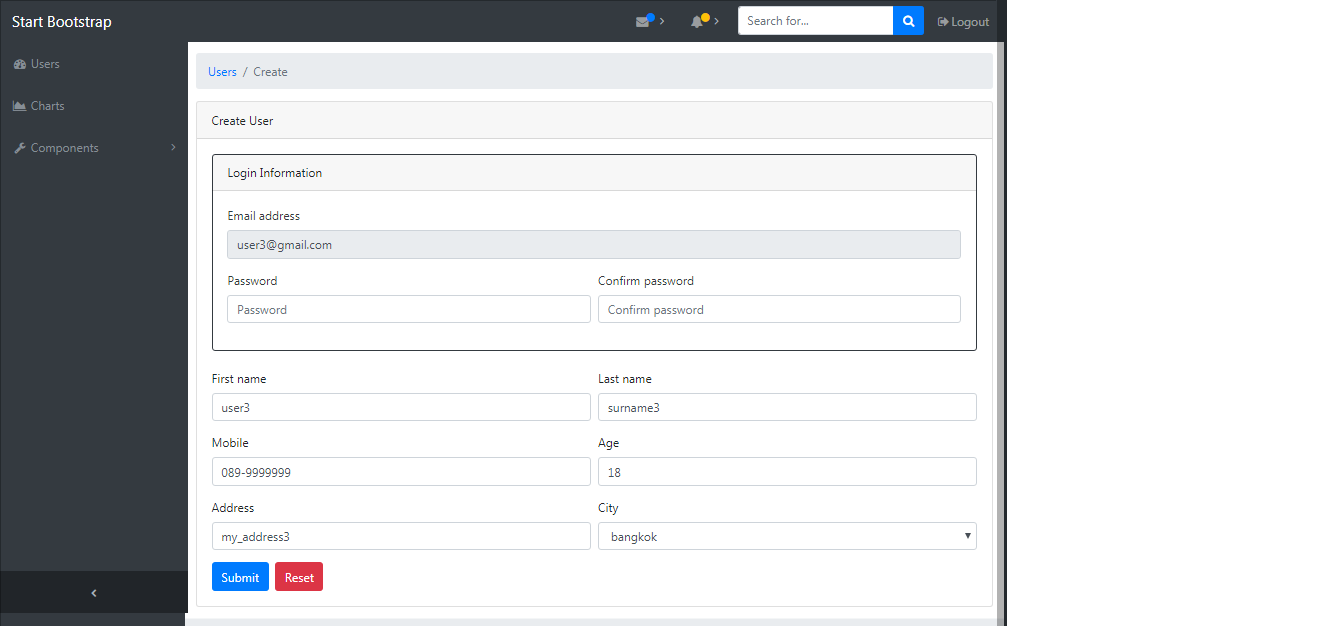 Start Bootstrap
Search for...
Logout
Users
Charts
Components
Users / Create
Create User
Login Information
Email address
user3@gmail.com
Password Confirm password
Password Confirm password
First name Last name
user3 surname3
Mobile Age
089-9999999 18
Address City
my_address3 bangkok
Submit Reset